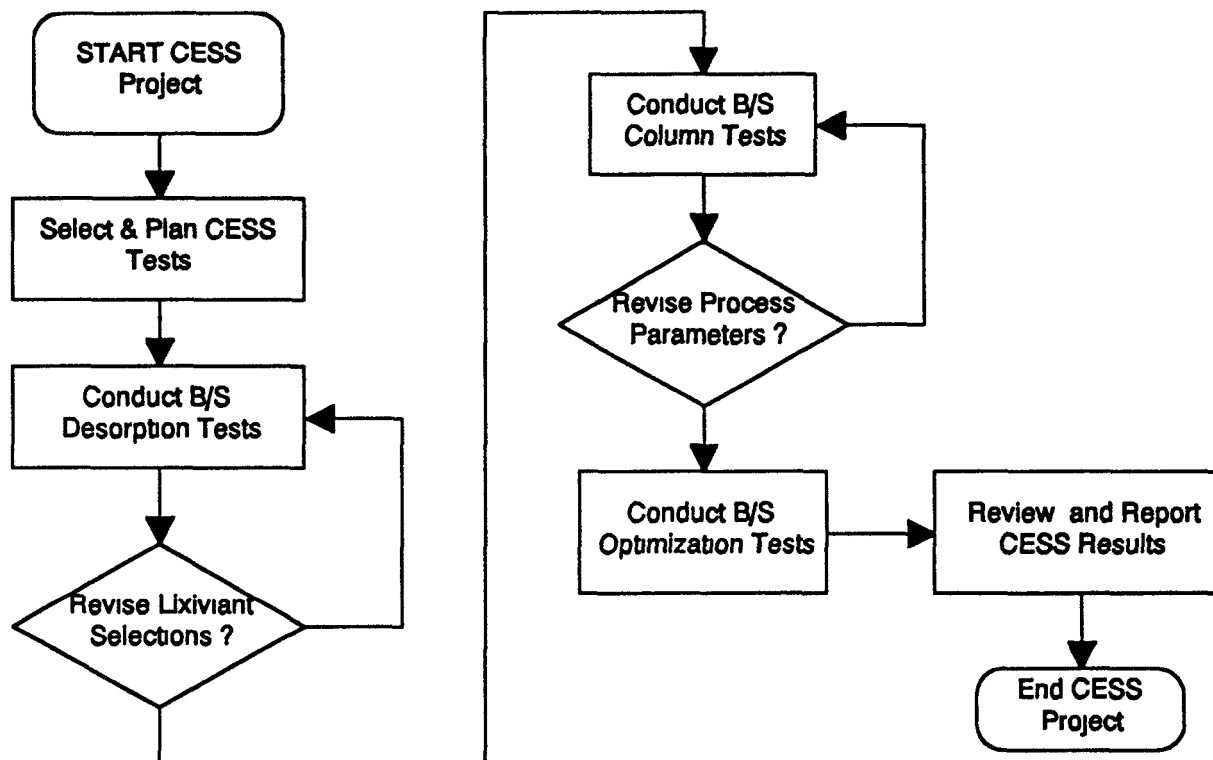 START CESS
Project
Select & Plan CESS
Tests
Conduct B/S
Desorption Tests
Revise Lixiviant
Selections ?
Conduct B/S
Column Tests
Revise Process
Parameters ?
Conduct B/S
Optimization Tests
Review and Report
CESS Results
End CESS
Project